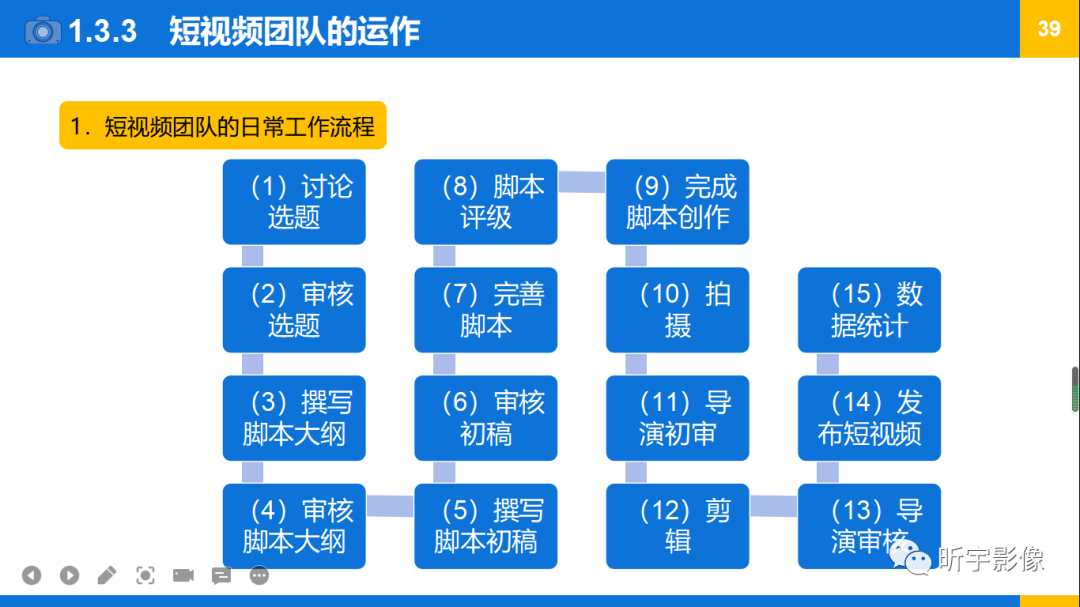 1.3.3 短视频团队的运作
39
1．短视频团队的日常工作流程
（1）讨论
选题
（2）审核
选题
（3）撰写
脚本大纲
（4）审核
脚本大纲
（5）撰写
脚本初稿
（6）审核
初稿
（7）完善
脚本
（8）脚本
评级
（9）完成
脚本创作
（10）拍
摄
（11）导
演初审
（12）剪
辑
（13）导
演审核
（14）发
布短视频
（15）数
据统计
昕宇影像